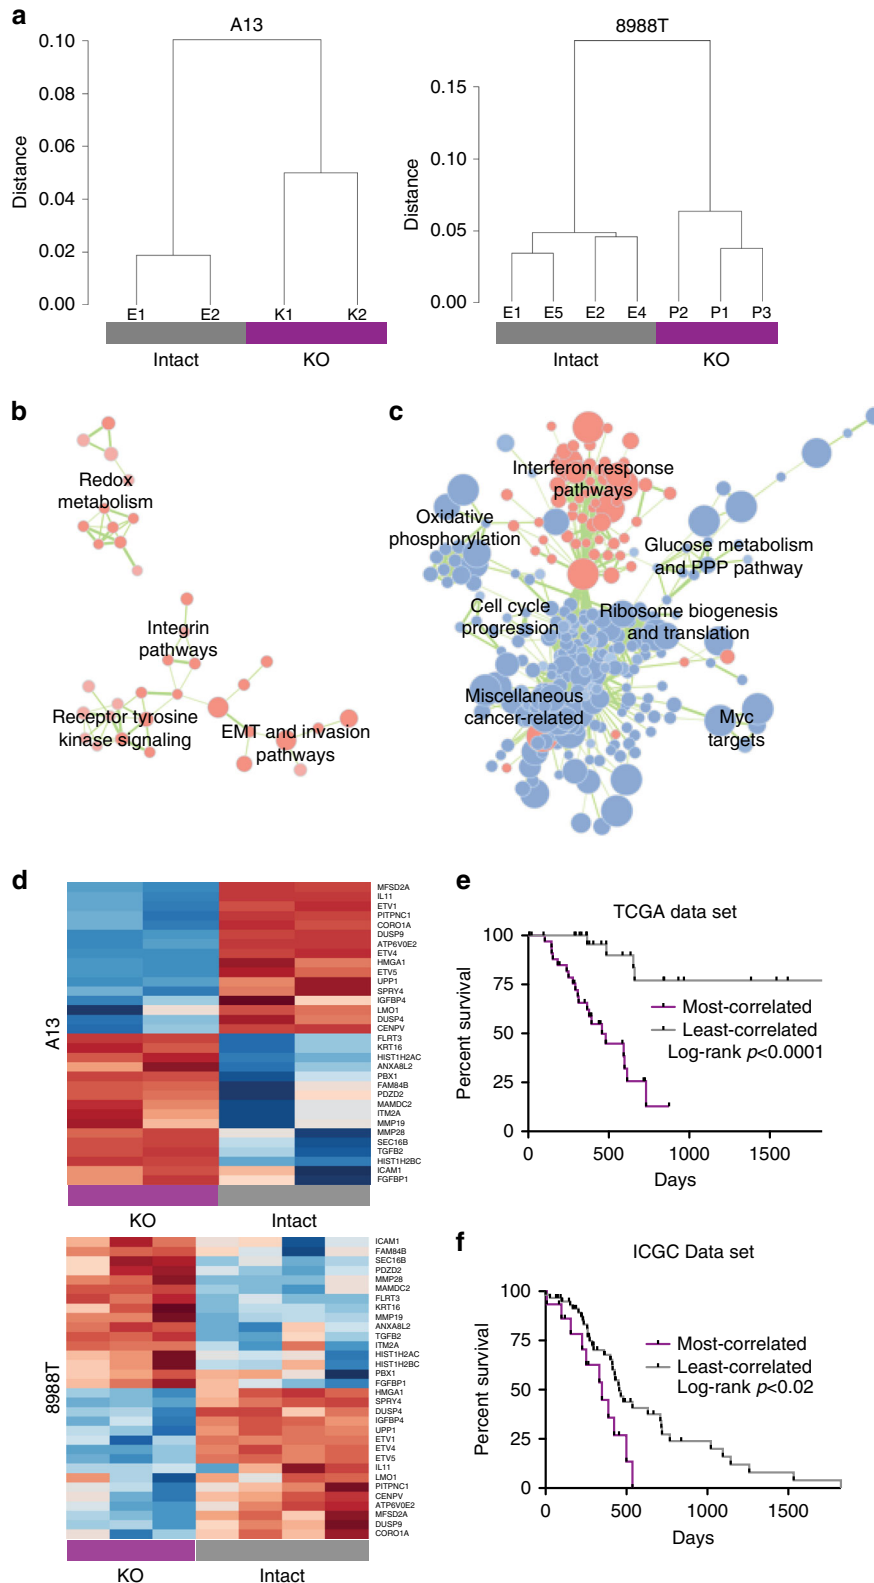 a
A13
8988T
Distance
0.10
0.08
0.06
0.04
0.02
0.00
E1 E2 K1 K2
Intact KO
Distance
0.15
0.10
0.05
0.00
E1 E5 E2 E4 P2 P1 P3
Intact KO
b
Redox
metabolism
Integrin
pathways
Receptor tyrosine
kinase signaling
EMT and invasion
pathways
c
Interferon response
pathways
Oxidative
phosphorylation
Glucose metabolism
and PPP pathway
Cell cycle
progression
Ribosome biogenesis
and translation
Miscellaneous
cancer-related
Myc
targets
d
A13
MFSD2A
IL11
ETV1
PITPNC1
CORO1A
DUSP9
ATP6V0E2
ETV4
HMGA1
ETV5
UPP1
SPRY4
IGFBP4
LMO1
DUSP4
CENPV
FLRT3
KRT16
HIST1H2AC
ANXA8L2
PBX1
FAM84B
PDZD2
MAMDC2
ITM2A
MMP19
MMP28
SEC16B
TGFB2
HIST1H2BC
ICAM1
FGFBP1
KO Intact
8988T
ICAM1
FAM84B
SEC16B
PDZD2
MMP28
MAMDC2
FLRT3
KRT16
MMP19
ANXA8L2
TGFB2
ITM2A
HIST1H2AC
HIST1H2BC
PBX1
FGFBP1
HMGA1
SPRY4
DUSP4
IGFBP4
UPP1
ETV1
ETV4
ETV5
IL11
LMO1
PITPNC1
CENPV
ATP6V0E2
MFSD2A
DUSP9
CORO1A
KO Intact
e
TCGA data set
Percent survival
100
75
50
25
0
Most-correlated
Least-correlated
Log-rank p<0.0001
0 500 1000 1500
Days
f
ICGC Data set
Percent survival
100
75
50
25
0
Most-correlated
Least-correlated
Log-rank p<0.02
0 500 1000 1500
Days